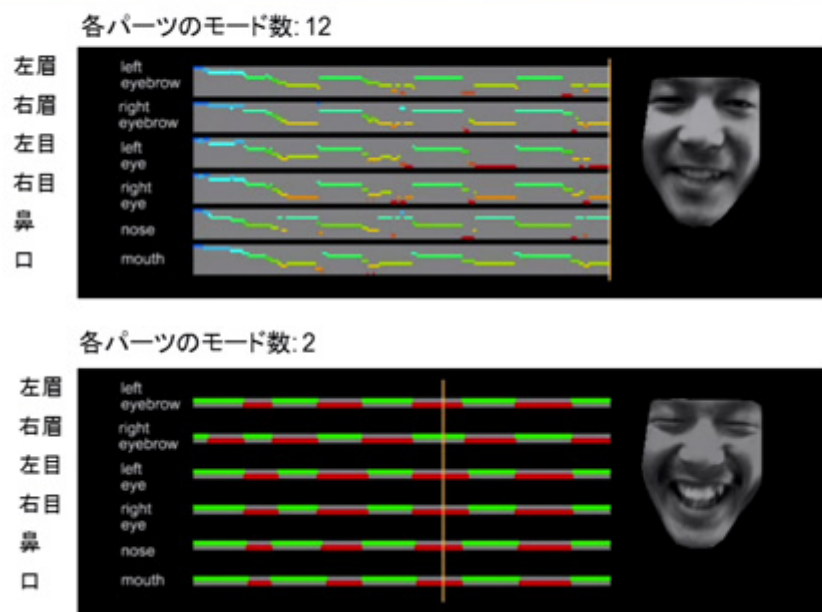 各パーツのモード数: 12
左眉
left
eyebrow
右眉
right
eyebrow
左目
left
eye
右目
right
eye
鼻
nose
口
mouth
各パーツのモード数: 2
左眉
left
eyebrow
右眉
right
eyebrow
左目
left
eye
右目
right
eye
鼻
nose
口
mouth